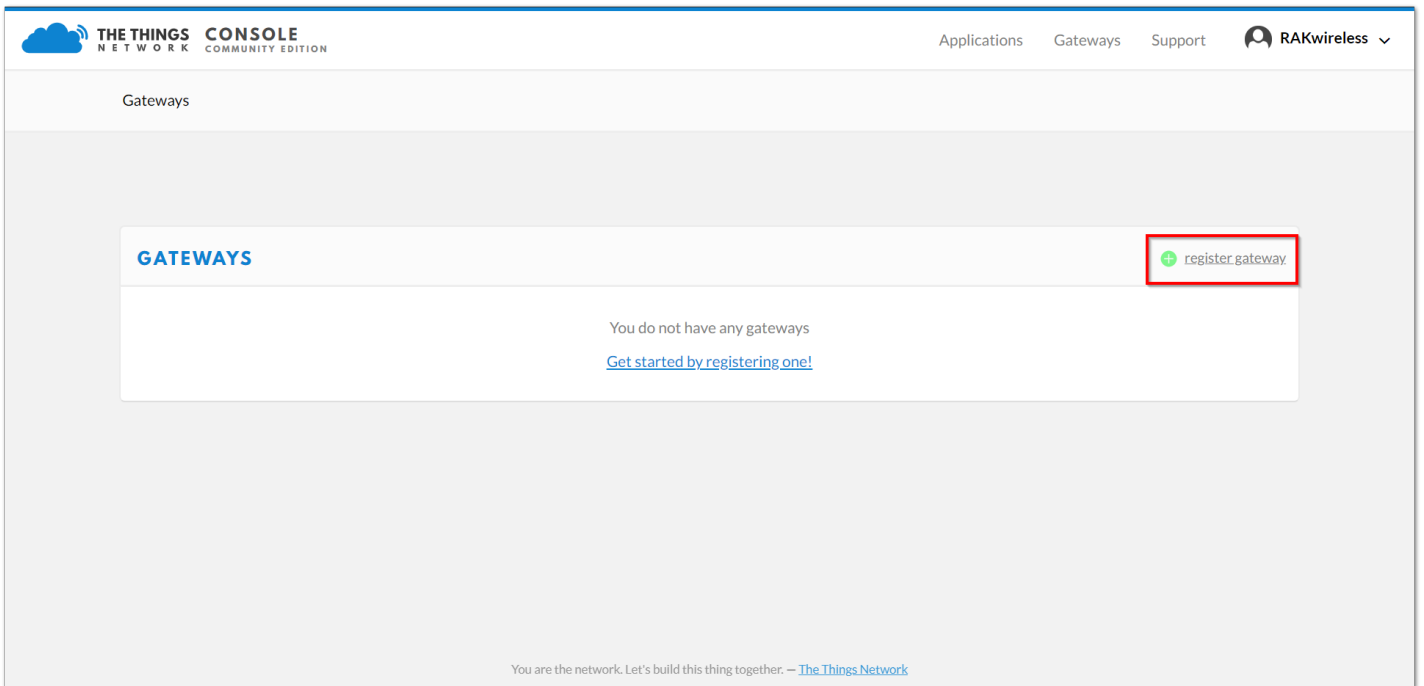 THE THINGS
NETWORK
CONSOLE
COMMUNITY EDITION
Applications Gateways Support RAKwireless
Gateways
GATEWAYS
register gateway
You do not have any gateways
Get started by registering one!
You are the network. Let's build this thing together. — The Things Network